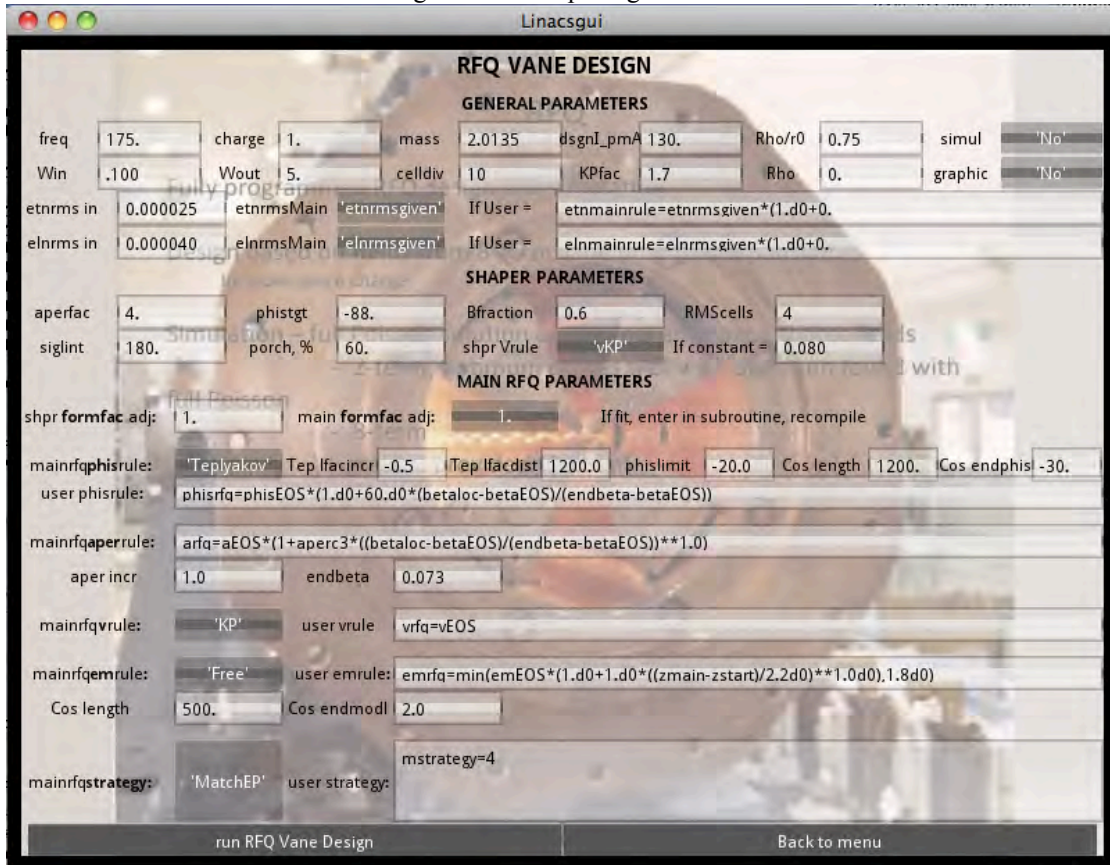 Linacsgui
RFQ VANE DESIGN
GENERAL PARAMETERS
freq 175. charge 1. mass 2.0135 dsgnI_pmA 130. Rho/r0 0.75 simul 'No'
Win .100 Wout 5. celldiv 10 KPfac 1.7 Rho 0. graphic 'No'
etnrms in 0.000025 etnrmsMain 'etnrmsgiven' If User = etnmainrule=etnrmsgiven*(1.d0+0.
elnrms in 0.000040 elnrmsMain 'elnrmsgiven' If User = elnmainrule=elnrmsgiven*(1.d0+0.
SHAPER PARAMETERS
aperfac 4. phistgt -88. Bfraction 0.6 RMScells 4
siglint 180. porch, % 60. shpr Vrule 'vKP' If constant = 0.080
MAIN RFQ PARAMETERS
shpr formfac adj: 1. main formfac adj: 1. If fit, enter in subroutine, recompile
mainrfqphisrule: 'Teplyakov' Tep lfacincr -0.5 Tep lfacdist 1200.0 phislimit -20.0 Cos length 1200. Cos endphis -30.
user phisrule: phisrfq=phisEOS*(1.d0+60.d0*(betaloc-betaEOS)/(endbeta-betaEOS))
mainrfqaperrule: arfq=aEOS*(1+aperc3*((betaloc-betaEOS)/(endbeta-betaEOS))**1.0)
aper incr 1.0 endbeta 0.073
mainrfqvrule: 'KP' user vrule vrfq=vEOS
mainrfqemrule: 'Free' user emrule: emrfq=min(emEOS*(1.d0+1.d0*((zmain-zstart)/2.2d0)**1.0d0),1.8d0)
Cos length 500. Cos endmodl 2.0
mstrategy=4
mainrfqstrategy: 'MatchEP' user strategy:
run RFQ Vane Design Back to menu